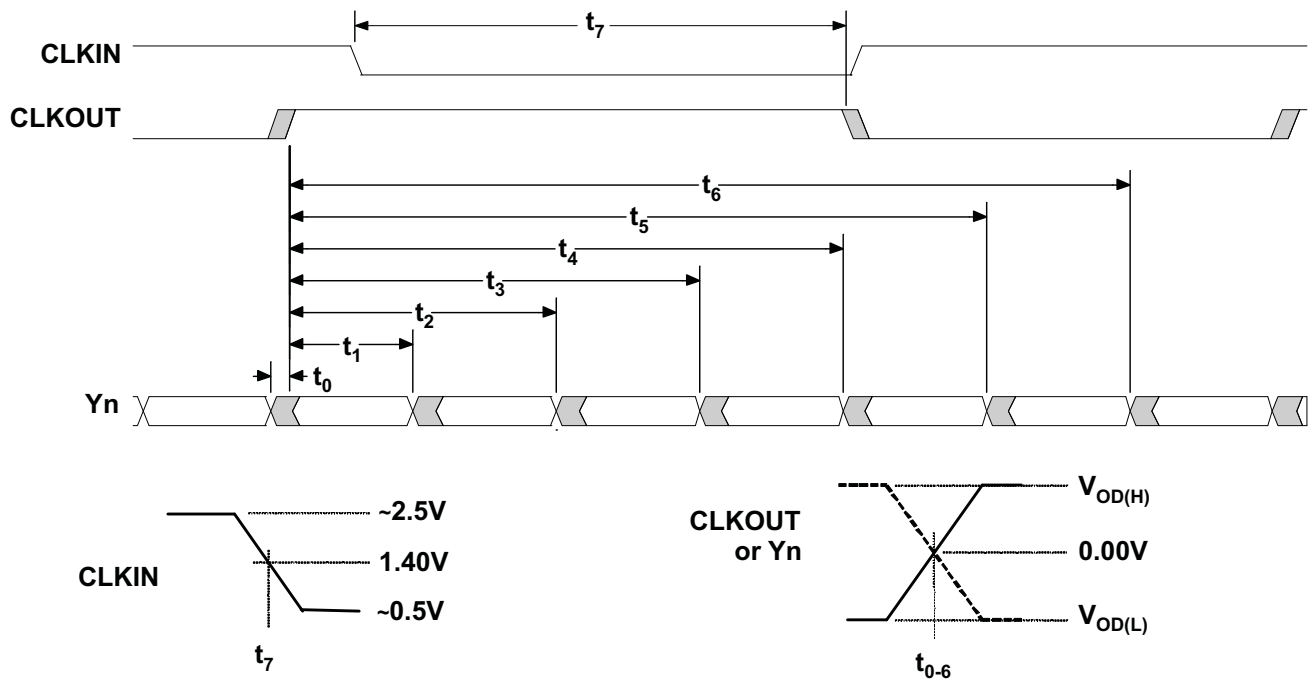 t7
CLKIN
CLKOUT
t6
t5
t4
t3
t2
t1
t0
Yn
~2.5V
1.40V
~0.5V
CLKIN
t7
CLKOUT
or Yn
VOD(H)
0.00V
VOD(L)
t0-6